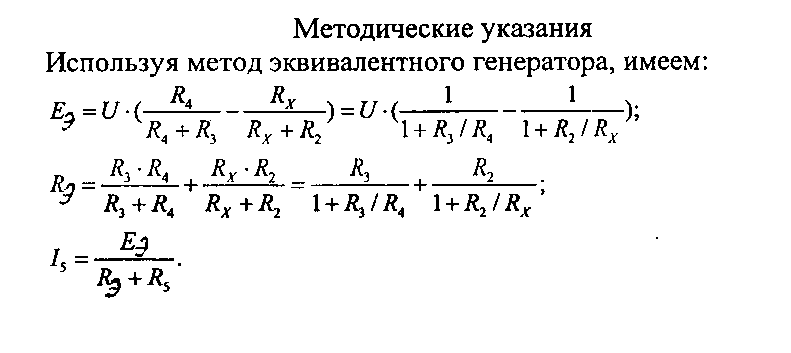 Методические указания
Используя метод эквивалентного генератора, имеем:
E_Э = U · (R_4 / (R_4 + R_3) − R_X / (R_X + R_2)) = U · (1 / (1 + R_3 / R_4) − 1 / (1 + R_2 / R_X));
R_Э = R_3 · R_4 / (R_3 + R_4) + R_X · R_2 / (R_X + R_2) = R_3 / (1 + R_3 / R_4) + R_2 / (1 + R_2 / R_X);
I_5 = E_Э / (R_Э + R_5).